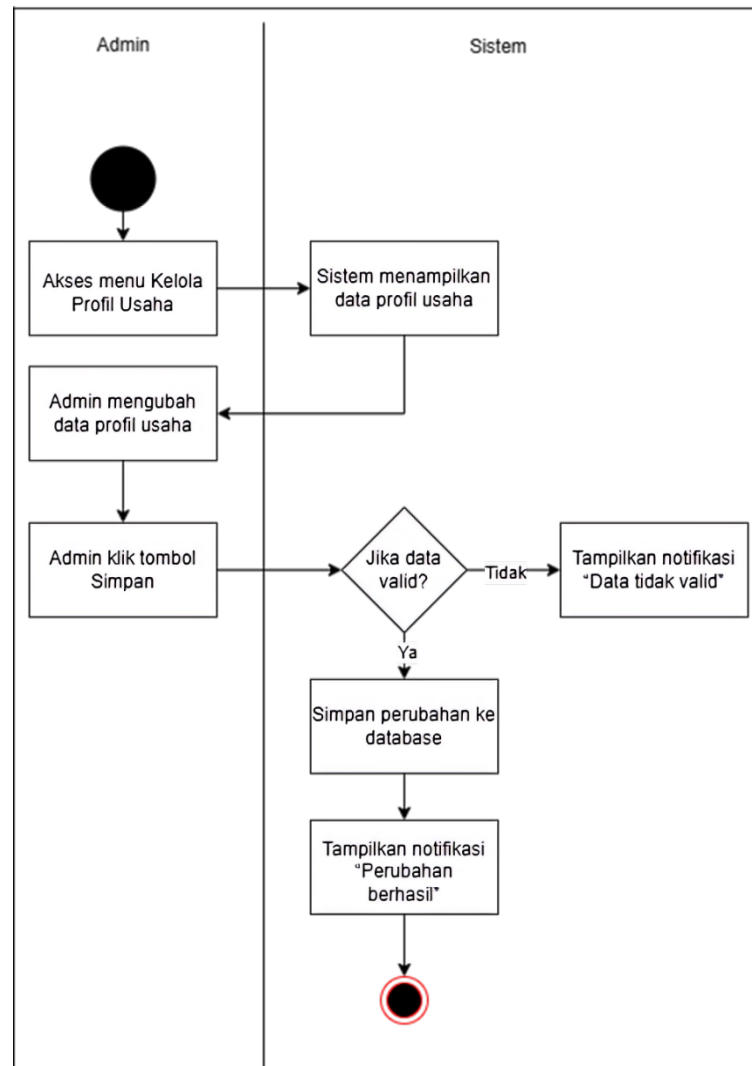 Admin
Sistem
Akses menu Kelola
Profil Usaha
Sistem menampilkan
data profil usaha
Admin mengubah
data profil usaha
Admin klik tombol
Simpan
Jika data
valid?
Tidak
Tampilkan notifikasi
“Data tidak valid”
Ya
Simpan perubahan ke
database
Tampilkan notifikasi
“Perubahan
berhasil”